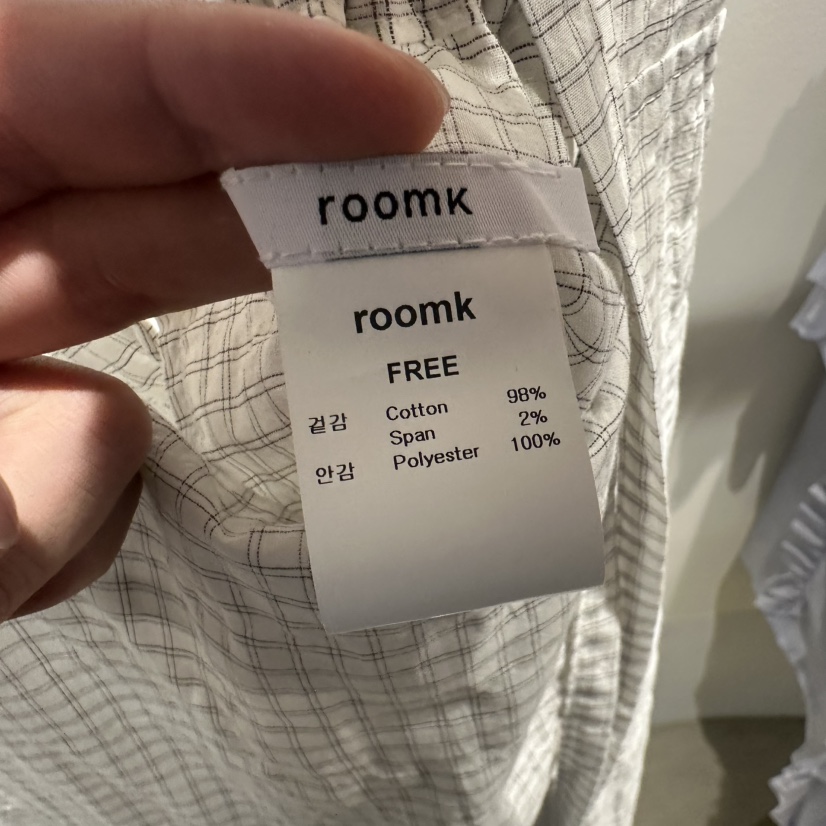 roomk
roomk
FREE
겉감 Cotton 98%
Span 2%
안감 Polyester 100%